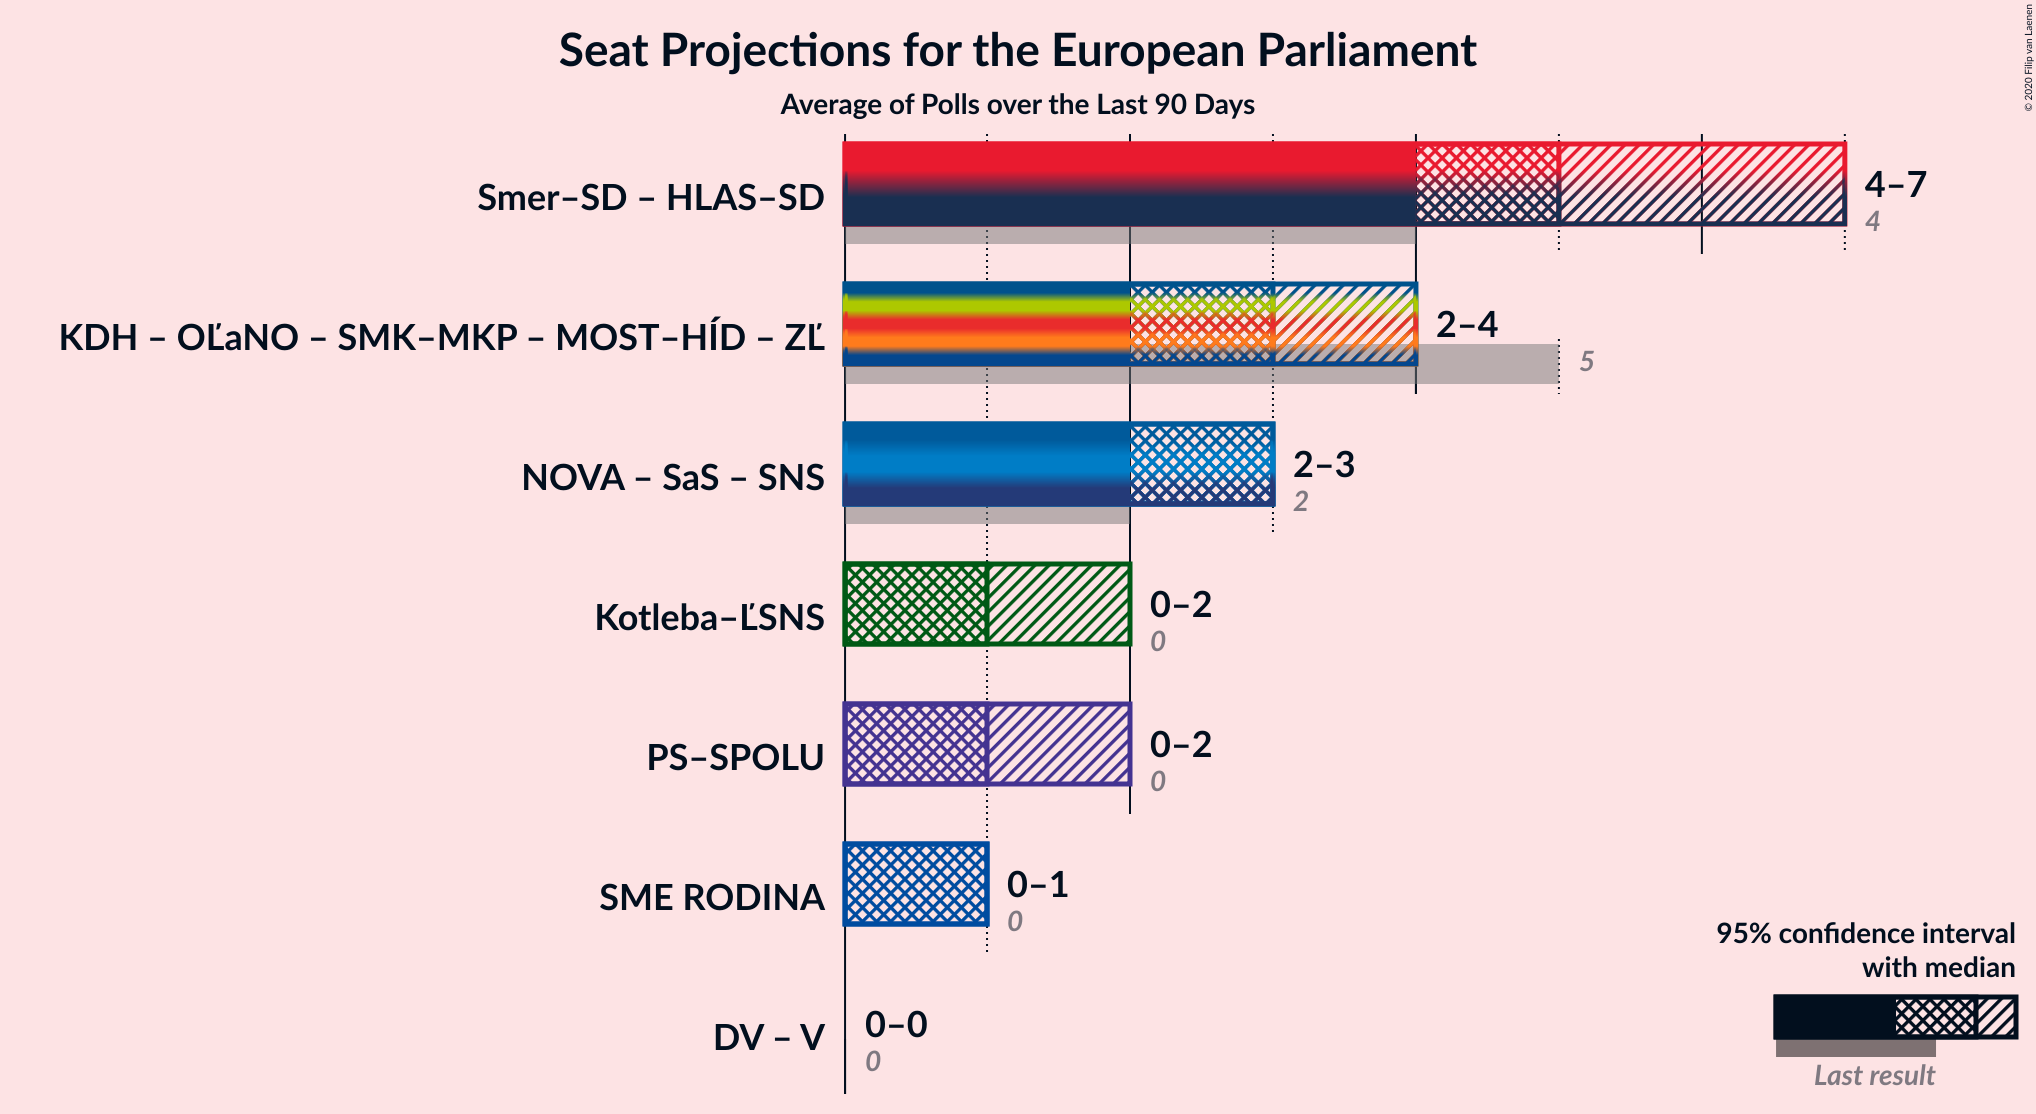 Seat Projections for the European Parliament
Average of Polls over the Last 90 Days
© 2020 Filip van Laenen
Smer–SD – HLAS–SD
4–7
4
KDH – OĽaNO – SMK–MKP – MOST–HÍD – ZĽ
2–4
5
NOVA – SaS – SNS
2–3
2
Kotleba–ĽSNS
0–2
0
PS–SPOLU
0–2
0
SME RODINA
0–1
0
DV – V
0–0
0
95% confidence interval
with median
Last result